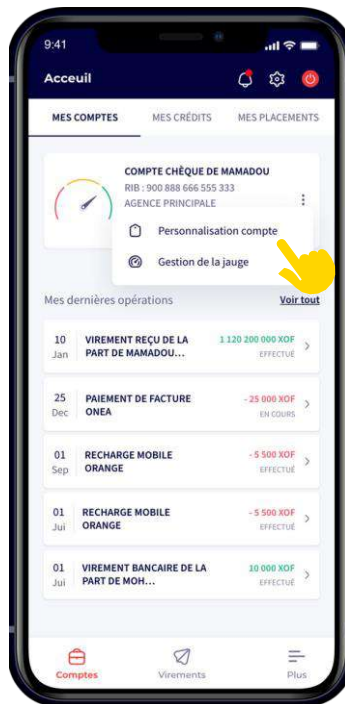 9:41
Acceuil
MES COMPTES MES CRÉDITS MES PLACEMENTS
COMPTE CHÈQUE DE MAMADOU
RIB : 900 888 666 555 333
AGENCE PRINCIPALE
Personnalisation compte
Gestion de la jauge
Mes dernières opérations Voir tout
10 VIREMENT REÇU DE LA 1 120 200 000 XOF
Jan PART DE MAMADOU... EFFECTUÉ
25 PAIEMENT DE FACTURE - 25 000 XOF
Dec ONEA EN COURS
01 RECHARGE MOBILE - 5 500 XOF
Sep ORANGE EFFECTUÉ
01 RECHARGE MOBILE - 5 500 XOF
Jui ORANGE EFFECTUÉ
01 VIREMENT BANCAIRE DE LA 10 000 XOF
Jui PART DE MOH... EFFECTUÉ
Comptes Virements Plus